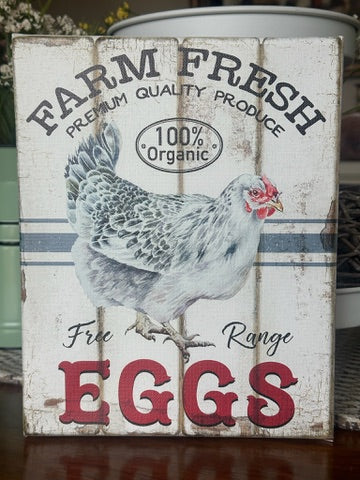 FARM FRESH
PREMIUM QUALITY PRODUCE
100%
Organic
Free Range
EGGS